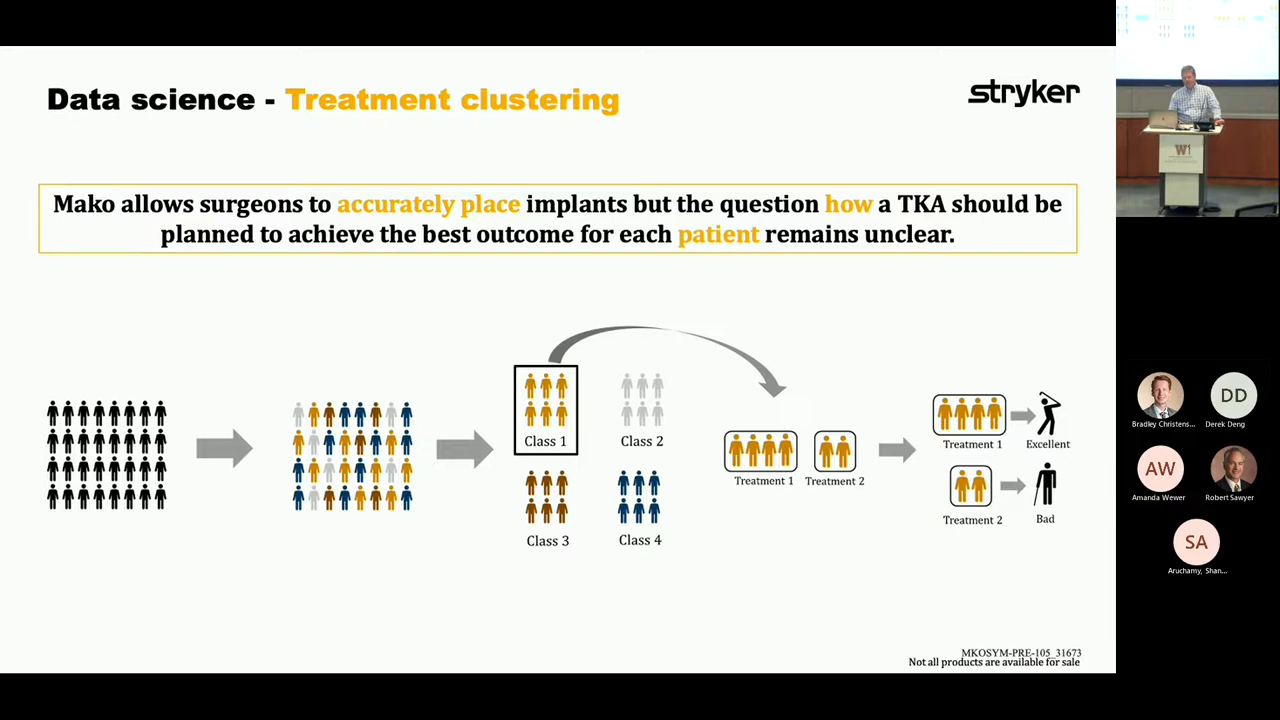 Data science - Treatment clustering
stryker
Mako allows surgeons to accurately place implants but the question how a TKA should be
planned to achieve the best outcome for each patient remains unclear.
Class 1
Class 2
Class 3
Class 4
Treatment 1
Treatment 2
Treatment 1
Excellent
Treatment 2
Bad
MKOSYM-PRE-105_31673
Not all products are available for sale
W
Bradley Christens...
DD
Derek Deng
AW
Amanda Wewer
Robert Sawyer
SA
Aruchamy, Shan...